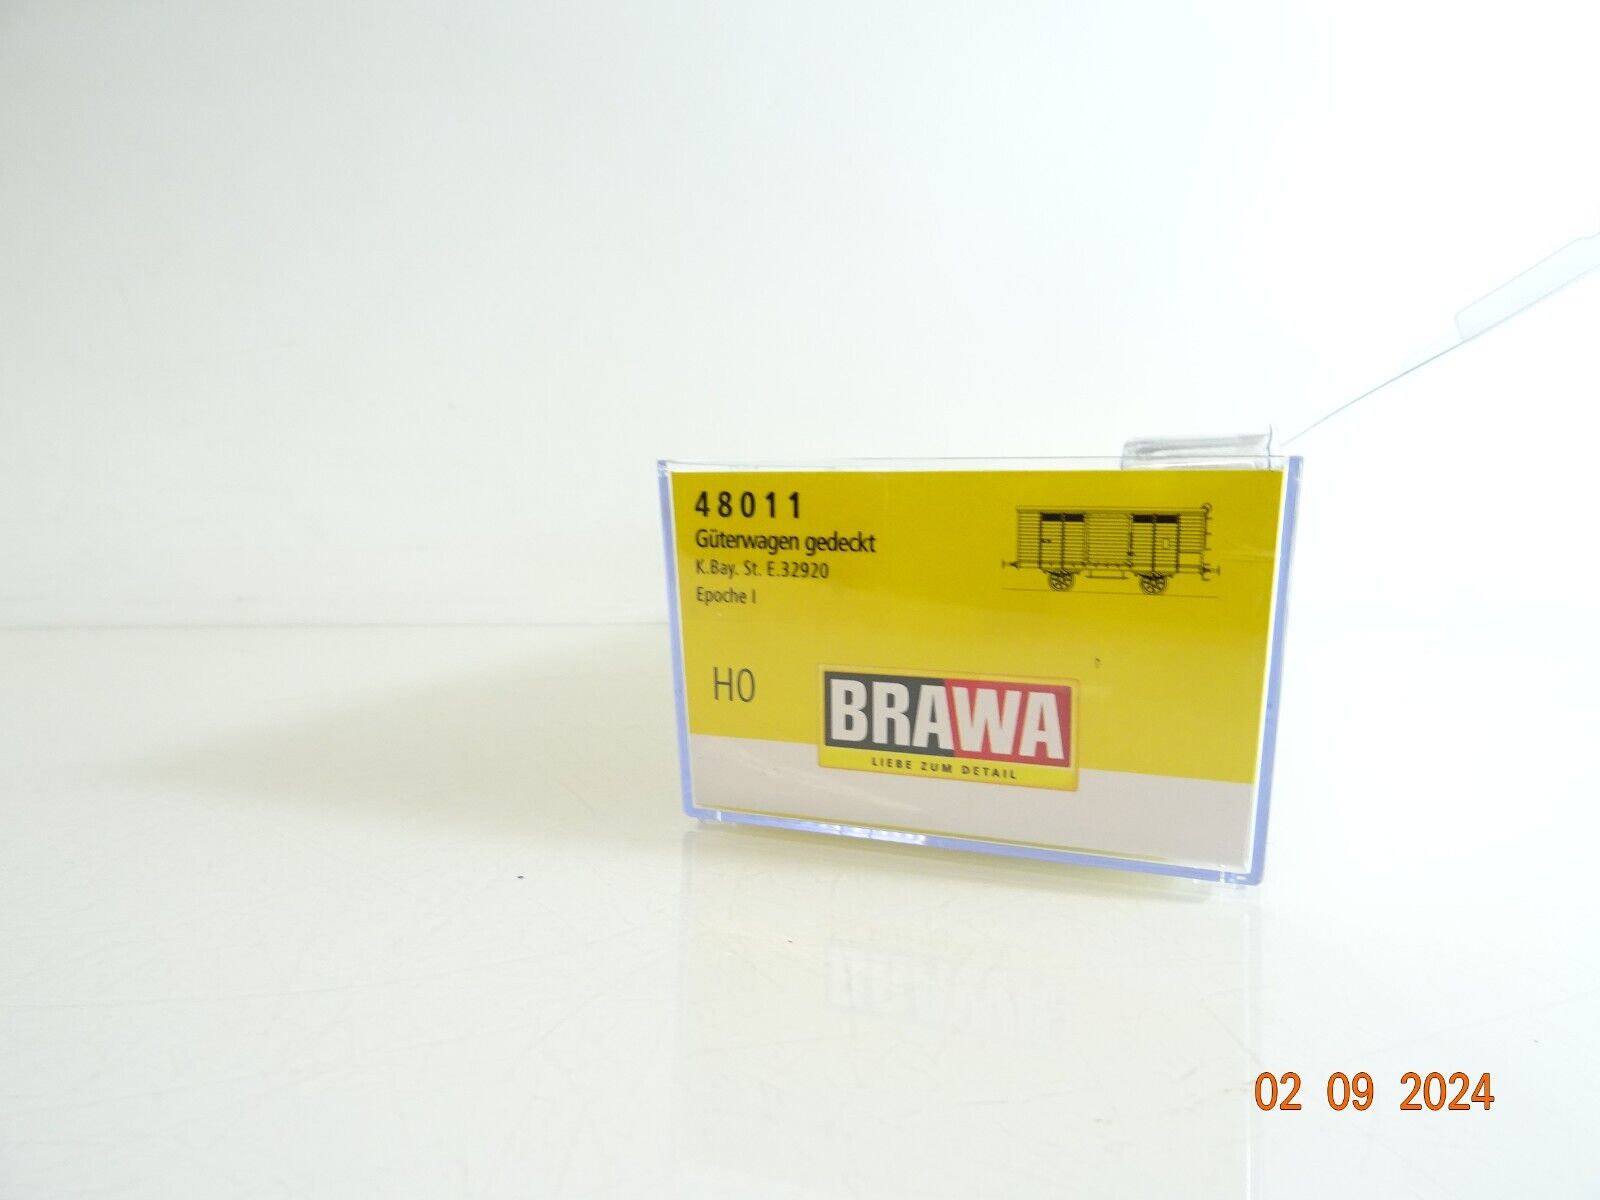 48011
Güterwagen gedeckt
K.Bay. St. E.32920
Epoche I
H0
BRAWA
LIEBE ZUM DETAIL
02 09 2024